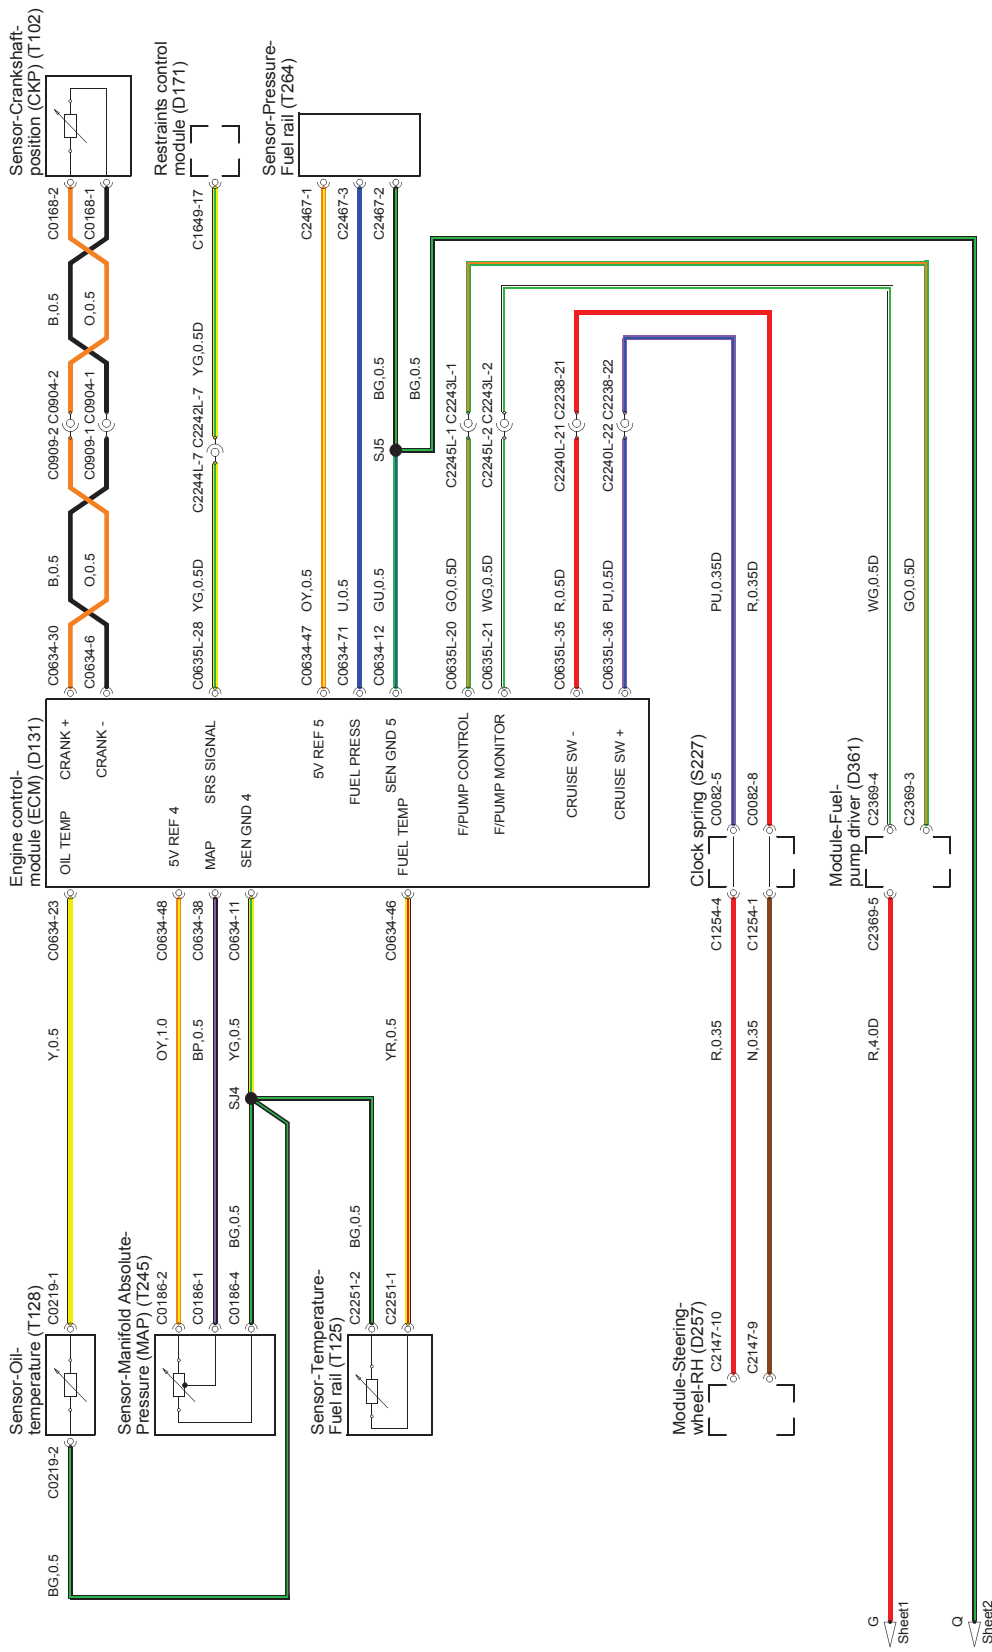 Sensor-Crankshaft-
position (CKP) (T102)
C0168-2
C0168-1
B,0.5
O,0.5
C0909-2 C0904-2
C0909-1 C0904-1
B,0.5
O,0.5
C0634-30
C0634-6
Restraints control
module (D171)
C1649-17
YG,0.5D
C2244L-7 C2242L-7
YG,0.5D
C0635L-28
Sensor-Pressure-
Fuel rail (T264)
C2467-1
C2467-3
C2467-2
BG,0.5
BG,0.5
SJ5
OY,0.5
U,0.5
GU,0.5
C0634-47
C0634-71
C0634-12
C2245L-1 C2243L-1
C2245L-2 C2243L-2
GO,0.5D
WG,0.5D
C0635L-20
C0635L-21
C2240L-21 C2238-21
C2240L-22 C2238-22
R,0.5D
PU,0.5D
C0635L-35
C0635L-36
PU,0.35D
R,0.35D
WG,0.5D
GO,0.5D
Engine control-
module (ECM) (D131)
CRANK +
CRANK -
OIL TEMP
SRSS SIGNAL
5V REF 4
MAP
SEN GND 4
5V REF 5
FUEL PRESS
SEN GND 5
FUEL TEMP
F/PUMP CONTROL
F/PUMP MONITOR
CRUISE SW -
CRUISE SW +
Clock spring (S227)
C0082-5
C0082-8
C1254-4
C1254-1
Module-Fuel-
pump driver (D361)
C2369-4
C2369-3
C2369-5
C0634-23
C0634-48
C0634-38
C0634-11
C0634-46
Y,0.5
OY,1.0
BP,0.5
YG,0.5
YR,0.5
R,0.35
N,0.35
R,4.0D
SJ4
BG,0.5
BG,0.5
Sensor-Oil-
temperature (T128)
C0219-1
C0219-2
BG,0.5
Sensor-Manifold Absolute-
Pressure (MAP) (T245)
C0186-2
C0186-1
C0186-4
Sensor-Temperature-
Fuel rail (T125)
C2251-2
C2251-1
Module-Steering-
wheel-RH (D257)
C2147-10
C2147-9
G
Sheet1
Q
Sheet2